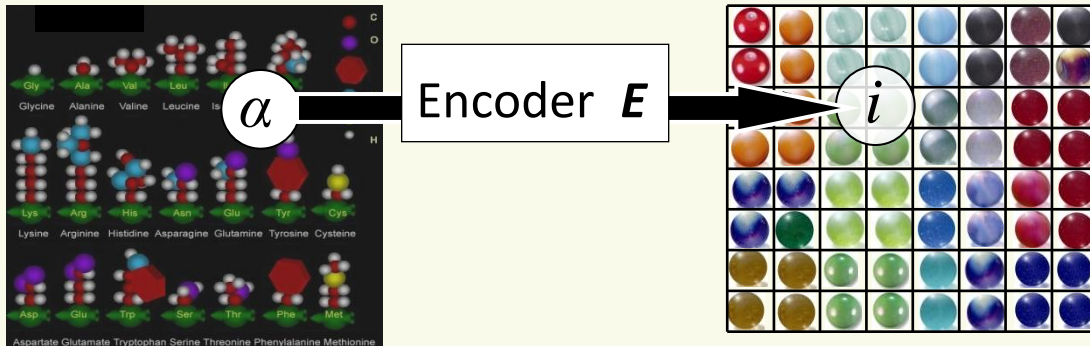 C
O
Gly Ala Val Leu
Glycine Alanine Valine Leucine
α Encoder E i
H
Lys Arg His Asn Glu Tyr Cys
Lysine Arginine Histidine Asparagine Glutamine Tyrosine Cysteine
Asp Glu Trp Ser Thr Phe Met
Aspartate Glutamate Tryptophan Serine Threonine Phenylalanine Methionine